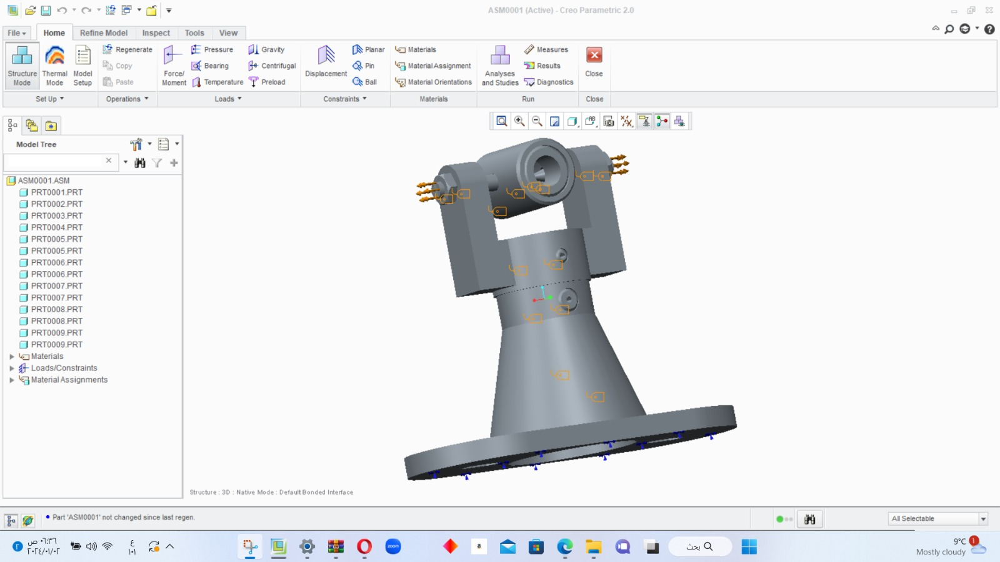 ASM0001 (Active) - Creo Parametric 2.0
File Home Refine Model Inspect Tools View
Structure Mode
Thermal Mode
Model Setup
Set Up
Regenerate
Copy
Paste
Operations
Force/ Moment
Pressure
Bearing
Temperature
Gravity
Centrifugal
Preload
Loads
Displacement
Planar
Pin
Ball
Constraints
Materials
Material Assignment
Material Orientations
Materials
Analyses and Studies
Measures
Results
Diagnostics
Run
Close
Close
Model Tree
ASM0001.ASM
PRT0001.PRT
PRT0002.PRT
PRT0003.PRT
PRT0004.PRT
PRT0005.PRT
PRT0005.PRT
PRT0006.PRT
PRT0006.PRT
PRT0007.PRT
PRT0007.PRT
PRT0008.PRT
PRT0008.PRT
PRT0009.PRT
PRT0009.PRT
Materials
Loads/Constraints
Material Assignments
Structure : 3D : Native Mode : Default Bonded Interface
Part 'ASM0001' not changed since last regen.
All Selectable
٢
٠٦:٣٦ ص
٢٠٢٤/٠١/٠٢
ع
١٠١
zoom
a
بحث
9°C
Mostly cloudy
١